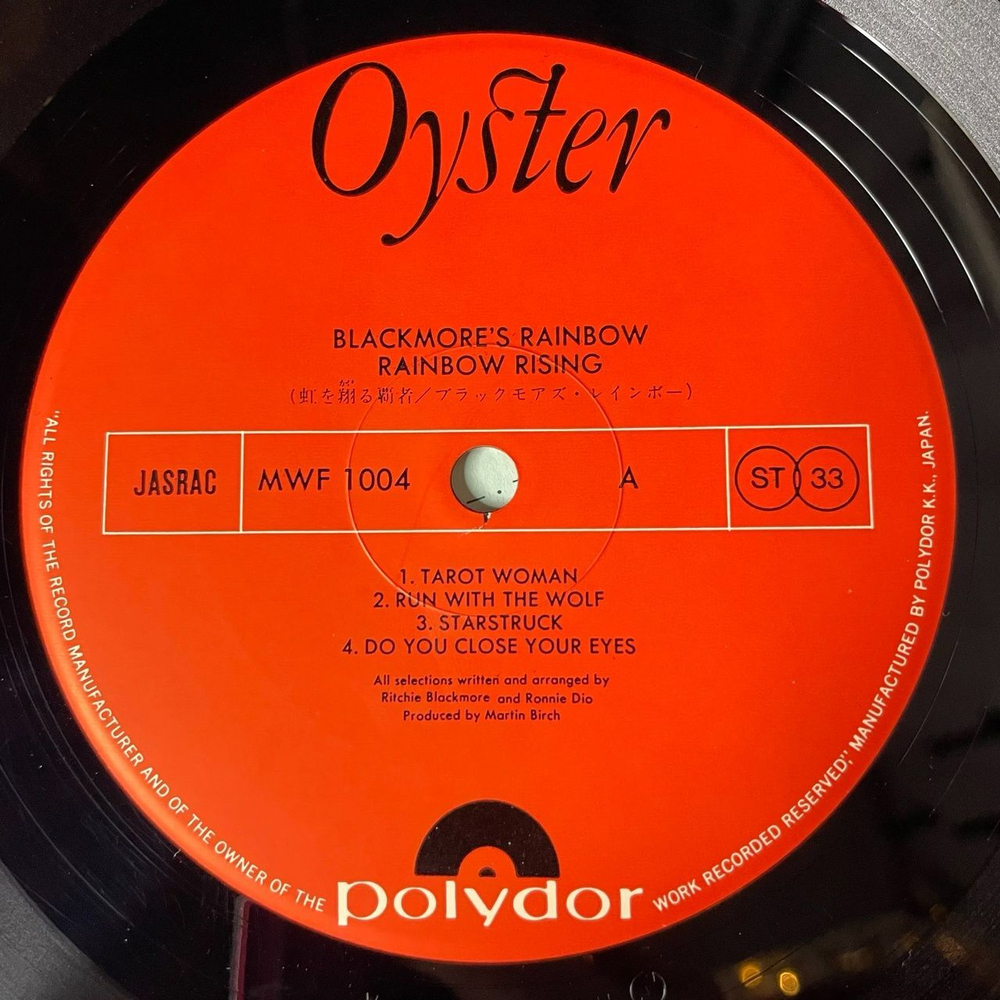 Oyster
BLACKMORE'S RAINBOW
RAINBOW RISING
(虹を翔る覇者／ブラックモアズ・レインボー)
JASRAC
MWF 1004
A
ST 33
1. TAROT WOMAN
2. RUN WITH THE WOLF
3. STARSTRUCK
4. DO YOU CLOSE YOUR EYES
All selections written and arranged by
Ritchie Blackmore and Ronnie Dio
Produced by Martin Birch
polydor
"ALL RIGHTS OF THE RECORD MANUFACTURER AND OF THE OWNER OF THE WORK RECORDED RESERVED," MANUFACTURED BY POLYDOR K.K., JAPAN.